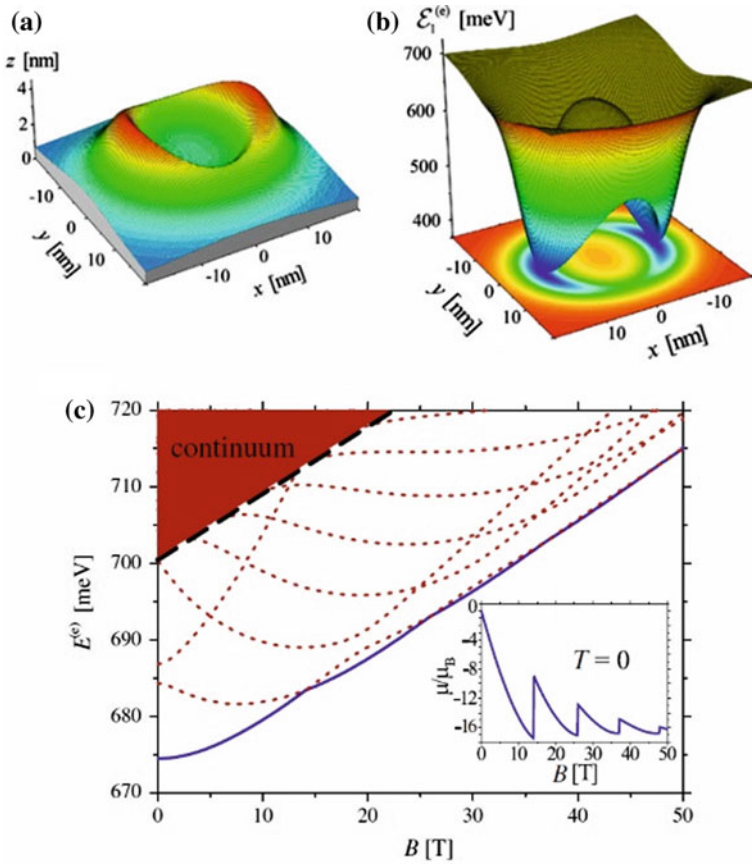 (a)
z [nm]
4
2
0
-10
0
10
y [nm]
-10
0
10
x [nm]
(b)
ℰ₁⁽ᵉ⁾ [meV]
700
600
500
400
-10
0
10
y [nm]
10
0
-10
x [nm]
(c)
720
710
700
690
680
670
E⁽ᵉ⁾ [meV]
continuum
0
-4
-8
-12
-16
μ/μB
T = 0
0 10 20 30 40 50
B [T]
0 10 20 30 40 50
B [T]